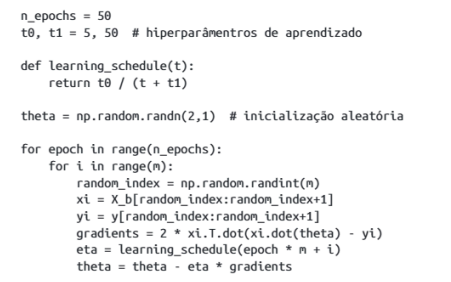 n_epochs = 50
t0, t1 = 5, 50  # hiperparâmentros de aprendizado

def learning_schedule(t):
    return t0 / (t + t1)

theta = np.random.randn(2,1)  # inicialização aleatória

for epoch in range(n_epochs):
    for i in range(m):
        random_index = np.random.randint(m)
        xi = X_b[random_index:random_index+1]
        yi = y[random_index:random_index+1]
        gradients = 2 * xi.T.dot(xi.dot(theta) - yi)
        eta = learning_schedule(epoch * m + i)
        theta = theta - eta * gradients